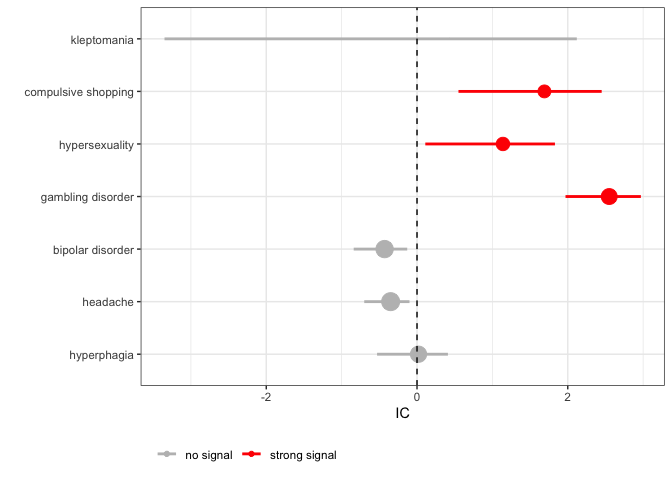 kleptomania
compulsive shopping
hypersexuality
gambling disorder
bipolar disorder
headache
hyperphagia
-2 0 2
IC
no signal strong signal